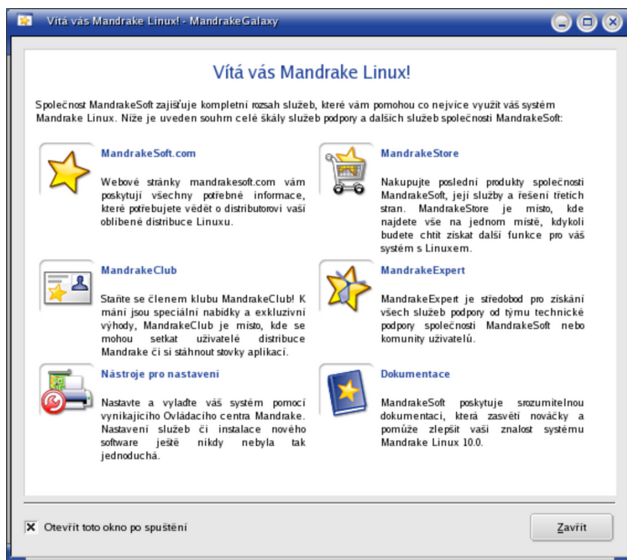 Vítá vás Mandrake Linux! - MandrakeGalaxy
Vítá vás Mandrake Linux!
Společnost MandrakeSoft zajišťuje kompletní rozsah služeb, které vám pomohou co nejvíce využít váš systém
Mandrake Linux. Níže je uveden souhrn celé škály služeb podpory a dalších služeb společnosti MandrakeSoft:
MandrakeSoft.com
Webové stránky mandrakesoft.com vám
poskytují všechny potřebné informace,
které potřebujete vědět o distributorovi vaší
oblíbené distribuce Linuxu.
MandrakeStore
Nakupujte poslední produkty společnosti
MandrakeSoft, její služby a řešení třetích
stran. MandrakeStore je místo, kde
najdete vše na jednom místě, kdykoli
budete chtít získat další funkce pro váš
systém s Linuxem.
MandrakeClub
Staňte se členem klubu MandrakeClub! K
mání jsou speciální nabídky a exkluzivní
výhody, MandrakeClub je místo, kde se
mohou setkat uživatelé distribuce
Mandrake či si stáhnout stovky aplikací.
MandrakeExpert
MandrakeExpert je středobod pro získání
všech služeb podpory od týmu technické
podpory společnosti MandrakeSoft nebo
komunity uživatelů.
Nástroje pro nastavení
Nastavte a vylaďte váš systém pomocí
vynikajícího Ovládacího centra Mandrake.
Nastavení služeb či instalace nového
software ještě nikdy nebyla tak
jednoduchá.
Dokumentace
MandrakeSoft poskytuje srozumitelnou
dokumentaci, která zasvětí nováčky a
pomůže zlepšit vaši znalost systému
Mandrake Linux 10.0.
Otevřít toto okno po spuštění
Zavřít